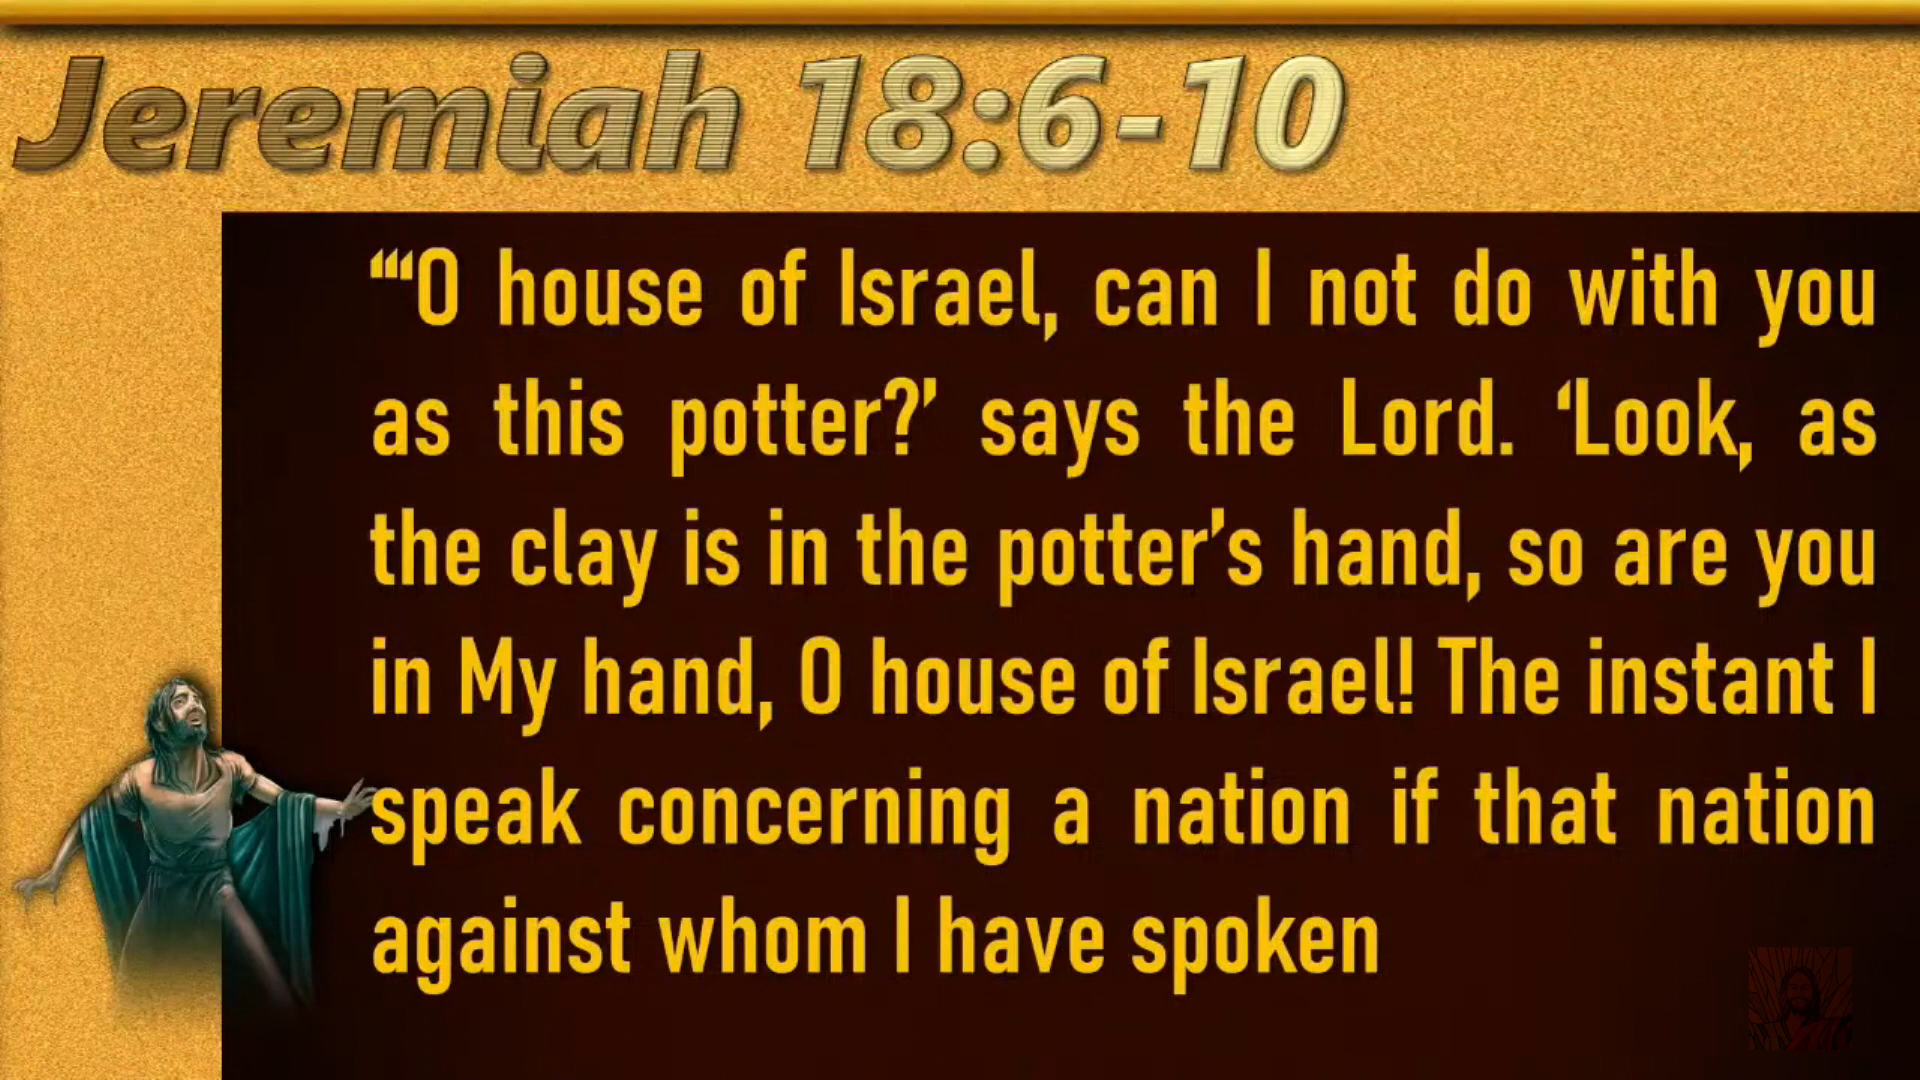 Jeremiah 18:6-10
“‘O house of Israel, can I not do with you
as this potter?’ says the Lord. ‘Look, as
the clay is in the potter’s hand, so are you
in My hand, O house of Israel! The instant I
speak concerning a nation if that nation
against whom I have spoken